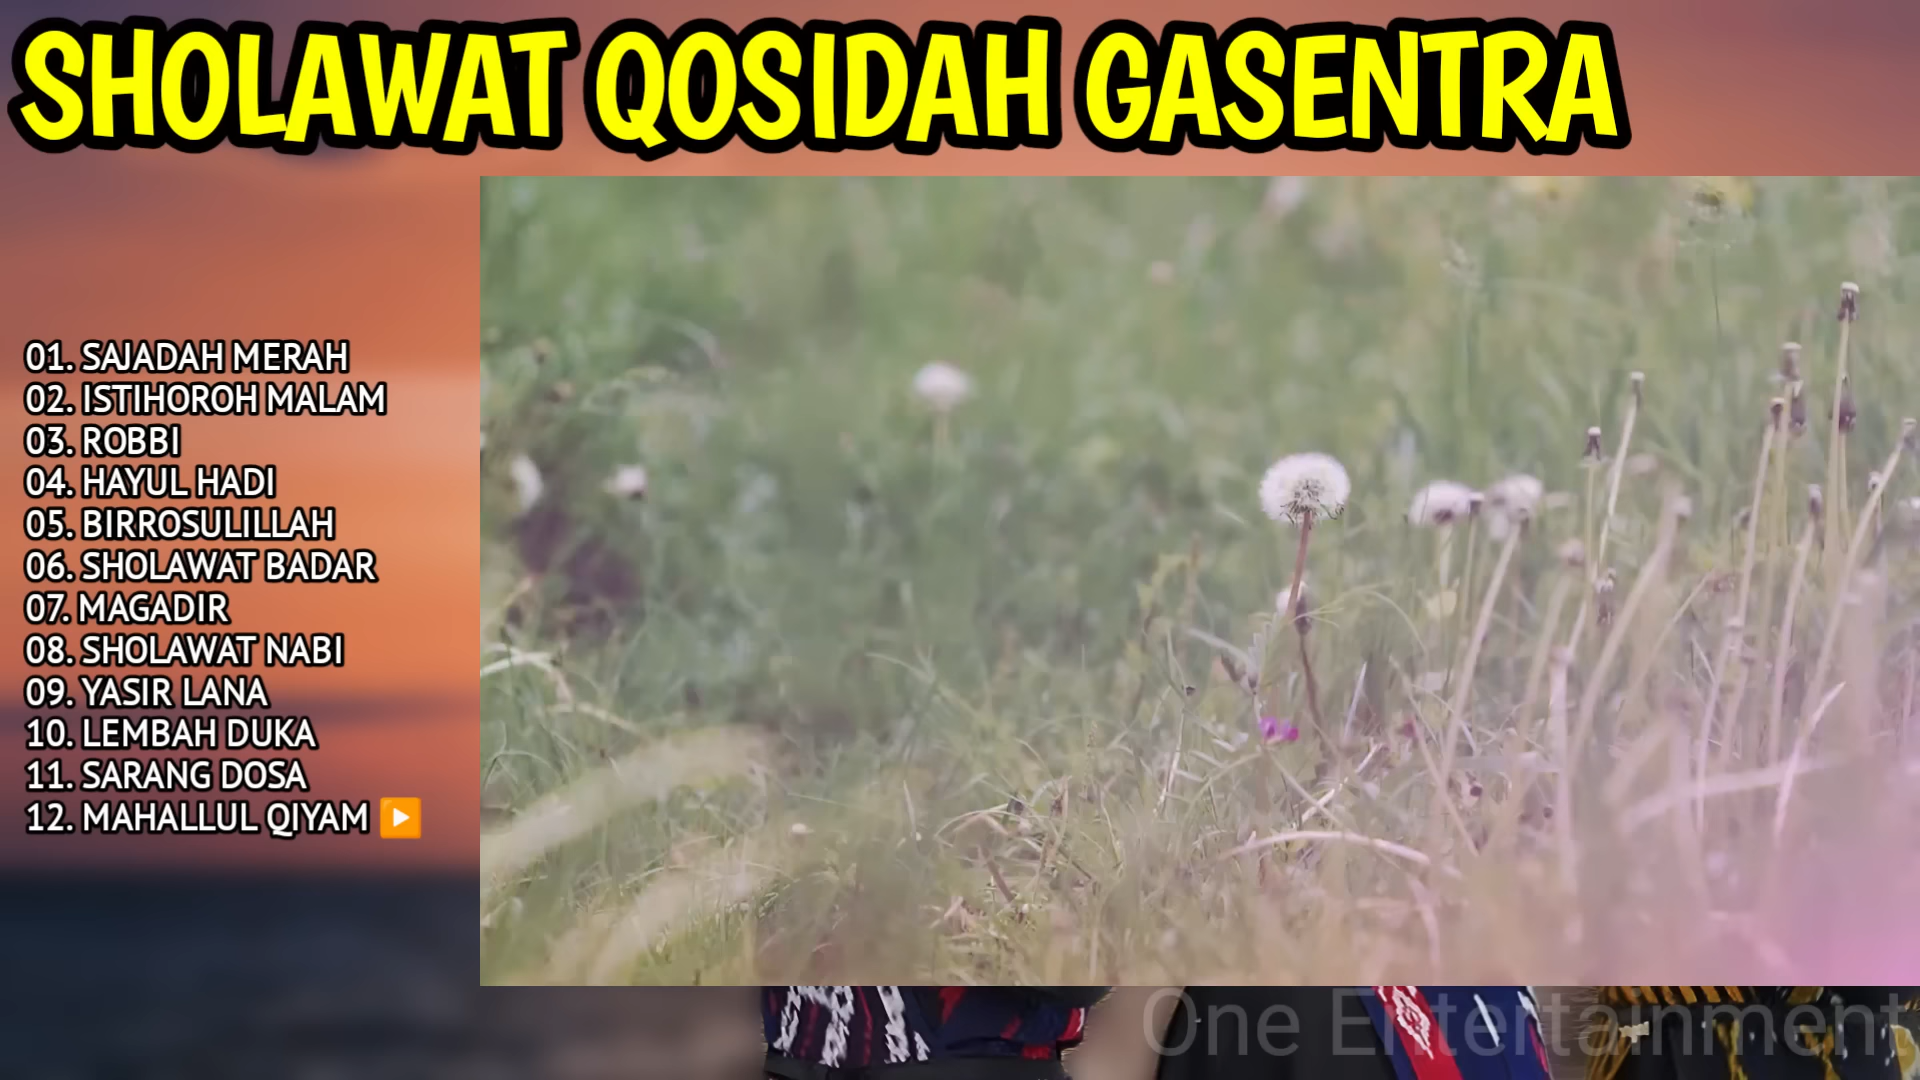 SHOLAWAT QOSIDAH GASENTRA
01. SAJADAH MERAH
02. ISTIHOROH MALAM
03. ROBBI
04. HAYUL HADI
05. BIRROSULILLAH
06. SHOLAWAT BADAR
07. MAGADIR
08. SHOLAWAT NABI
09. YASIR LANA
10. LEMBAH DUKA
11. SARANG DOSA
12. MAHALLUL QIYAM
One Entertainment